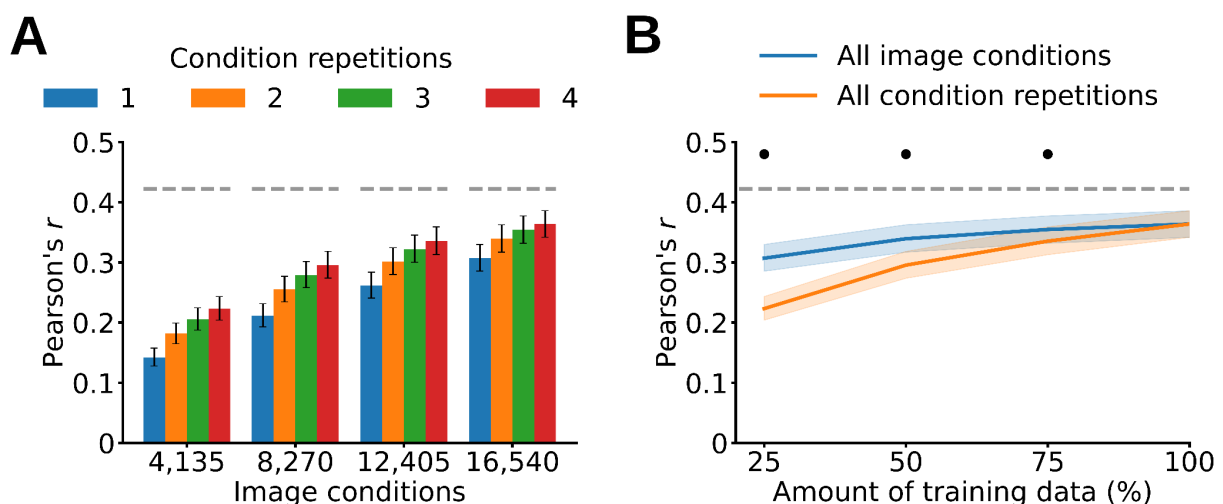 A
Condition repetitions
1 2 3 4
0.5
0.4
0.3
0.2
0.1
0
Pearson's r
4,135 8,270 12,405 16,540
Image conditions
B
All image conditions
All condition repetitions
0.5
0.4
0.3
0.2
0.1
0
Pearson's r
25 50 75 100
Amount of training data (%)